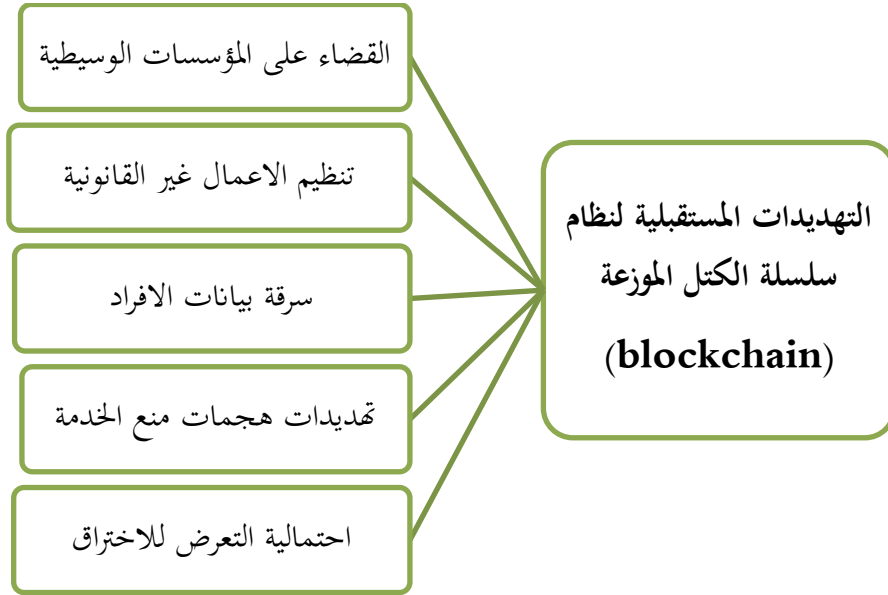 التهديدات المستقبلية لنظام
سلسلة الكتل الموزعة
(blockchain)
القضاء على المؤسسات الوسيطية
تنظيم الاعمال غير القانونية
سرقة بيانات الافراد
تهديدات هجمات منع الخدمة
احتمالية التعرض للاختراق